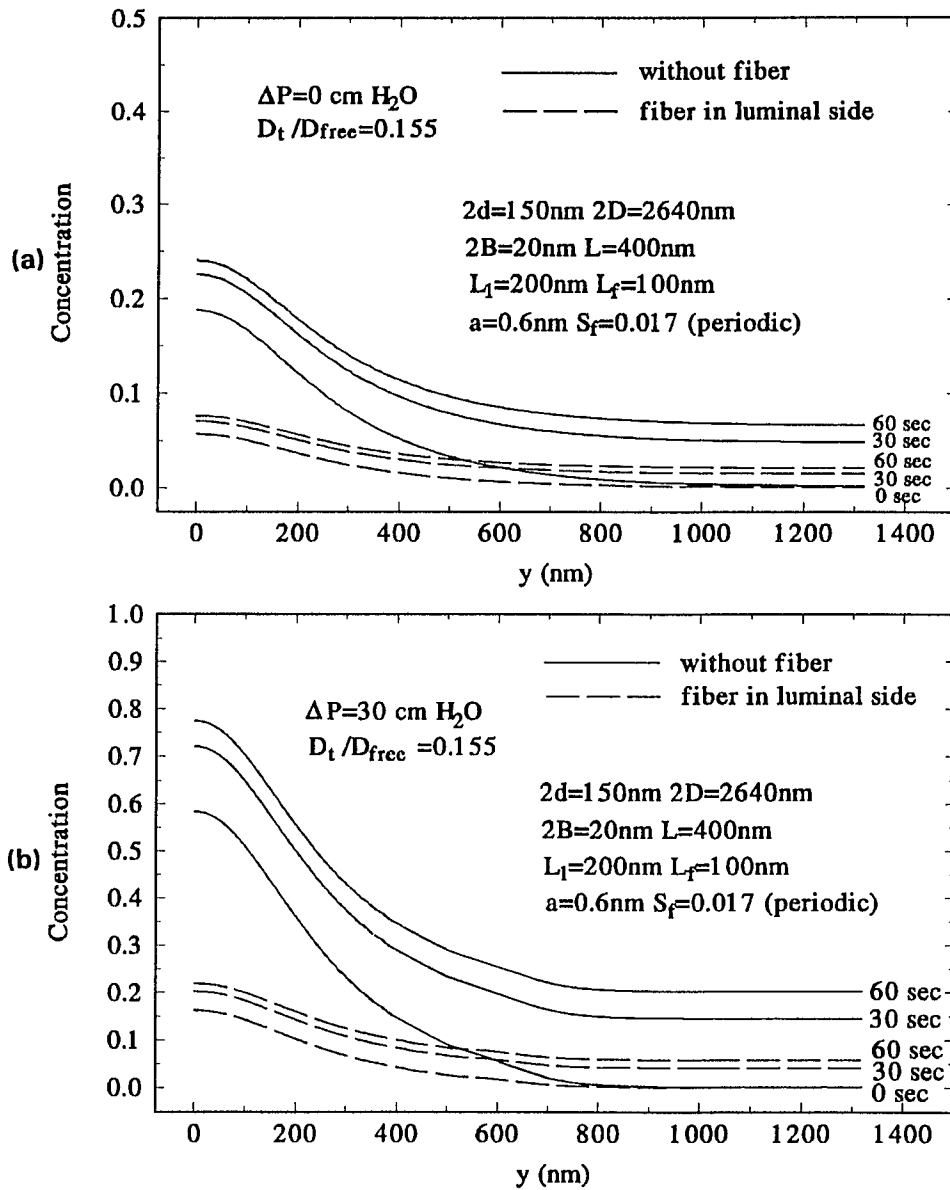 0.5
0.4
0.3
0.2
0.1
0.0
(a)
Concentration
ΔP=0 cm H₂O
Dₜ/D_free=0.155
without fiber
fiber in luminal side
2d=150nm 2D=2640nm
2B=20nm L=400nm
L₁=200nm L_f=100nm
a=0.6nm S_f=0.017 (periodic)
60 sec
30 sec
60 sec
30 sec
0 sec
0 200 400 600 800 1000 1200 1400
y (nm)
1.0
0.9
0.8
0.7
0.6
0.5
0.4
0.3
0.2
0.1
0.0
(b)
Concentration
ΔP=30 cm H₂O
Dₜ/D_free =0.155
without fiber
fiber in luminal side
2d=150nm 2D=2640nm
2B=20nm L=400nm
L₁=200nm L_f=100nm
a=0.6nm S_f=0.017 (periodic)
60 sec
30 sec
60 sec
30 sec
0 sec
0 200 400 600 800 1000 1200 1400
y (nm)